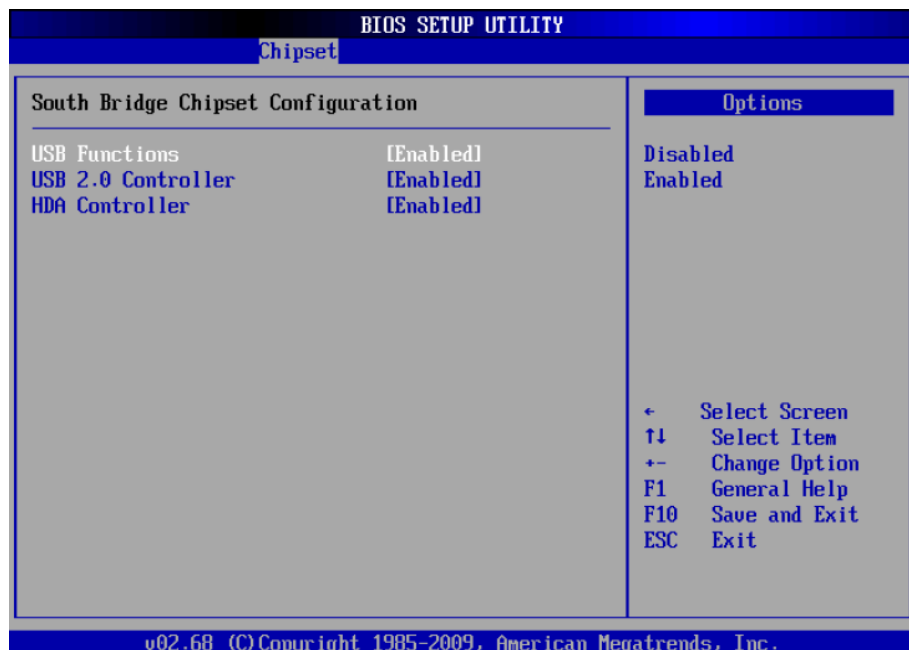 BIOS SETUP UTILITY
Chipset
South Bridge Chipset Configuration
USB Functions [Enabled]
USB 2.0 Controller [Enabled]
HDA Controller [Enabled]
Options
Disabled
Enabled
← Select Screen
↑↓ Select Item
+- Change Option
F1 General Help
F10 Save and Exit
ESC Exit
v02.68 (C)Copyright 1985-2009, American Megatrends, Inc.